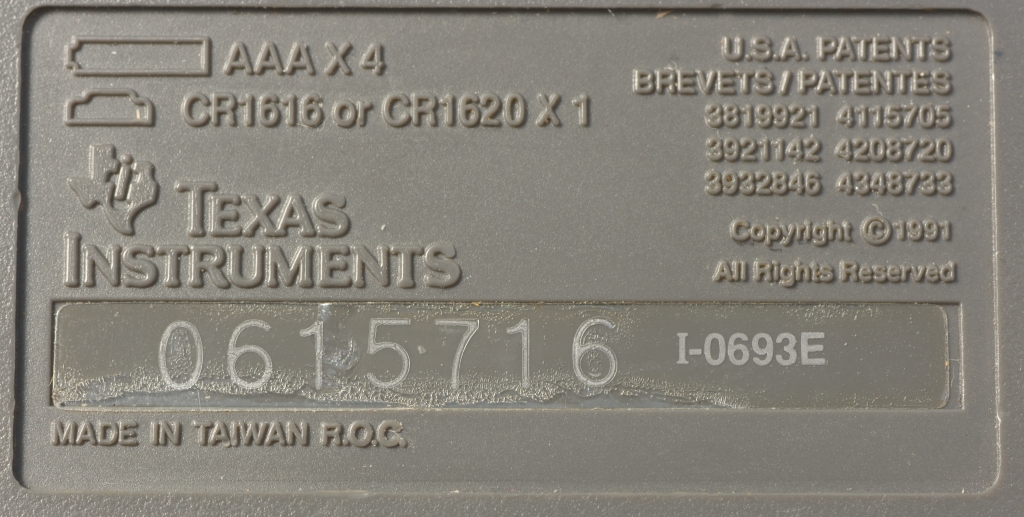 AAA X 4
CR1616 or CR1620 X 1
TEXAS
INSTRUMENTS
U.S.A. PATENTS
BREVETS / PATENTES
3819921 4115705
3921142 4208720
3932846 4348733
Copyright © 1991
All Rights Reserved
0615716 I-0693E
MADE IN TAIWAN R.O.C.